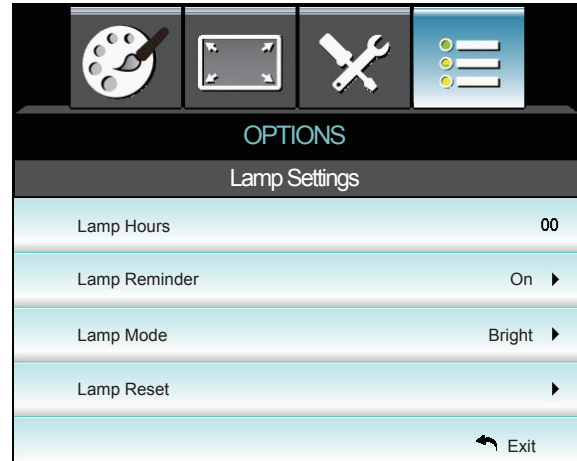 OPTIONS
Lamp Settings
Lamp Hours 00
Lamp Reminder On
Lamp Mode Bright
Lamp Reset
Exit